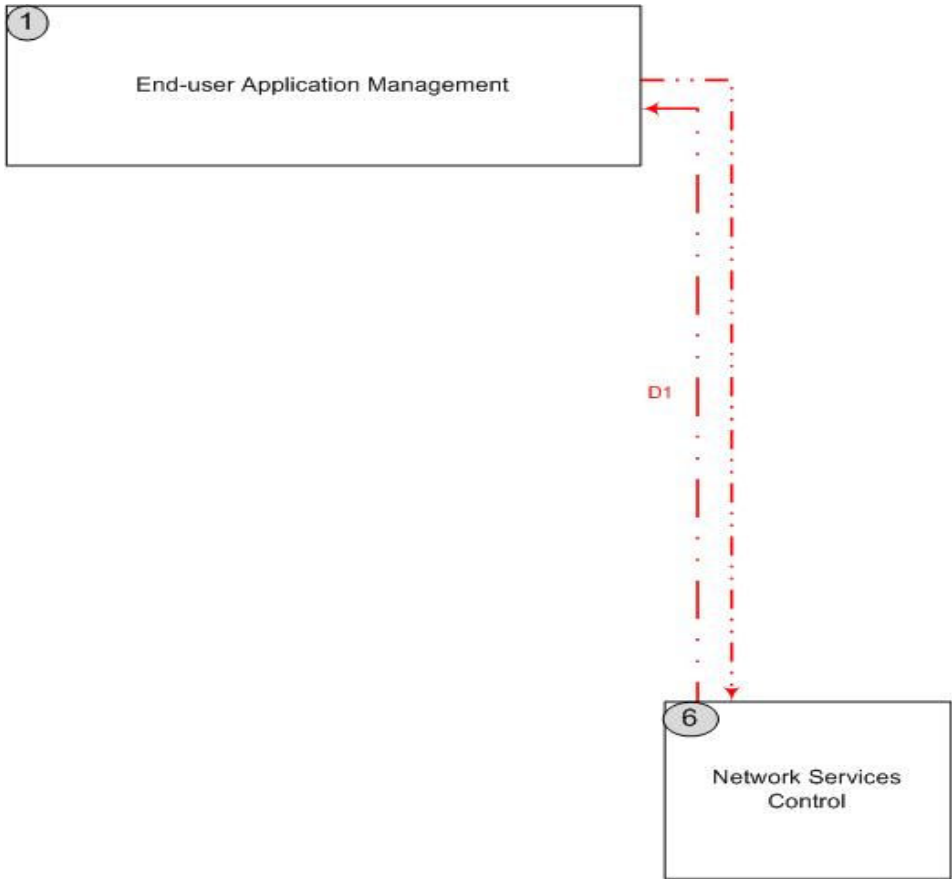 1
End-user Application Management
D1
6
Network Services
Control